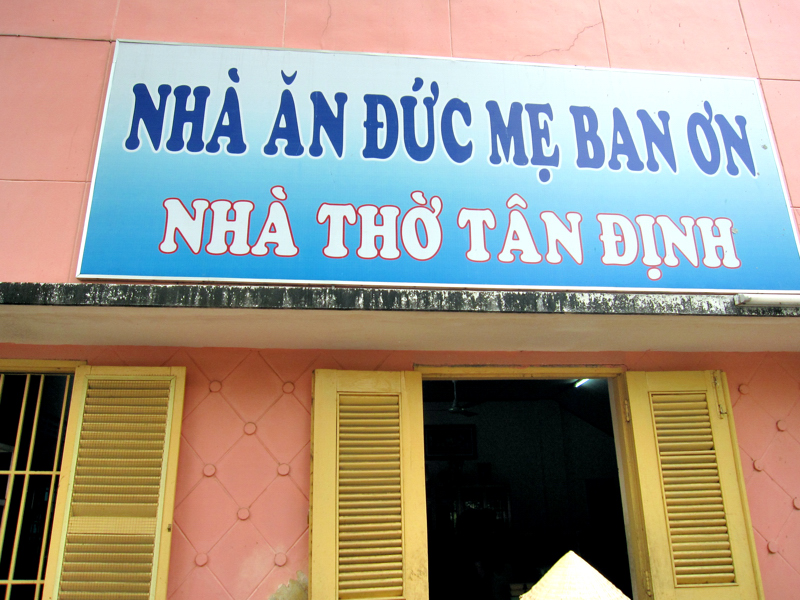 NHÀ ĂN ĐỨC MẸ BAN ƠN
NHÀ THỜ TÂN ĐỊNH